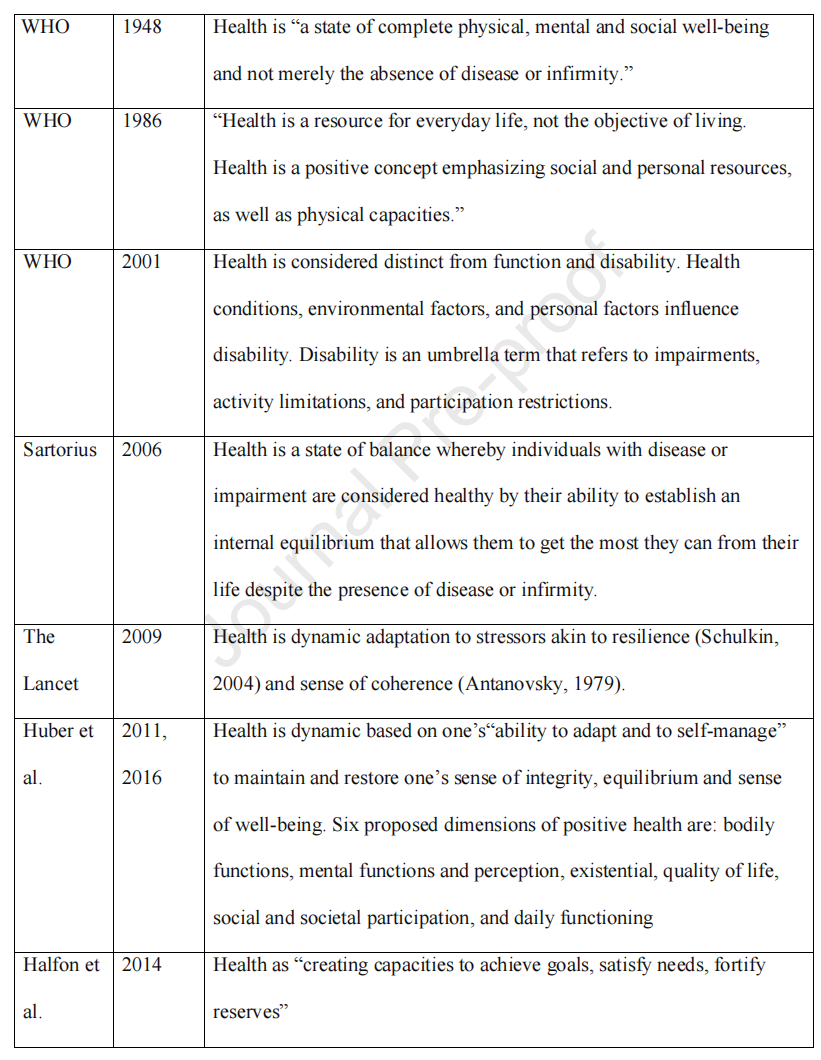 WHO 1948 Health is “a state of complete physical, mental and social well-being
and not merely the absence of disease or infirmity.”
WHO 1986 “Health is a resource for everyday life, not the objective of living.
Health is a positive concept emphasizing social and personal resources,
as well as physical capacities.”
WHO 2001 Health is considered distinct from function and disability. Health
conditions, environmental factors, and personal factors influence
disability. Disability is an umbrella term that refers to impairments,
activity limitations, and participation restrictions.
Sartorius 2006 Health is a state of balance whereby individuals with disease or
impairment are considered healthy by their ability to establish an
internal equilibrium that allows them to get the most they can from their
life despite the presence of disease or infirmity.
The 2009 Health is dynamic adaptation to stressors akin to resilience (Schulkin,
Lancet 2004) and sense of coherence (Antanovsky, 1979).
Huber et 2011, Health is dynamic based on one’s“ability to adapt and to self-manage”
al. 2016 to maintain and restore one’s sense of integrity, equilibrium and sense
of well-being. Six proposed dimensions of positive health are: bodily
functions, mental functions and perception, existential, quality of life,
social and societal participation, and daily functioning
Halfon et 2014 Health as “creating capacities to achieve goals, satisfy needs, fortify
al. reserves”
Journal Pre-proof